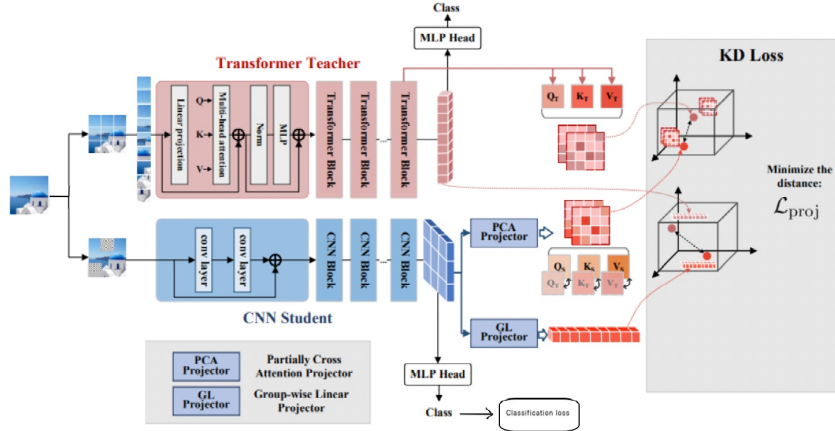 Class
MLP Head
Transformer Teacher
KD Loss
Linear projection
Q
K
V
Multi-head attention
Norm
MLP
Transformer Block
Transformer Block
...
Transformer Block
Q_T
K_T
V_T
Minimize the
distance:
ℒ_proj
conv layer
conv layer
CNN Block
CNN Block
...
CNN Block
PCA
Projector
Q_S
K_S
V_S
Q_T
K_T
V_T
GL
Projector
CNN Student
PCA
Projector
Partially Cross
Attention Projector
GL
Projector
Group-wise Linear
Projector
MLP Head
Class
Classification loss